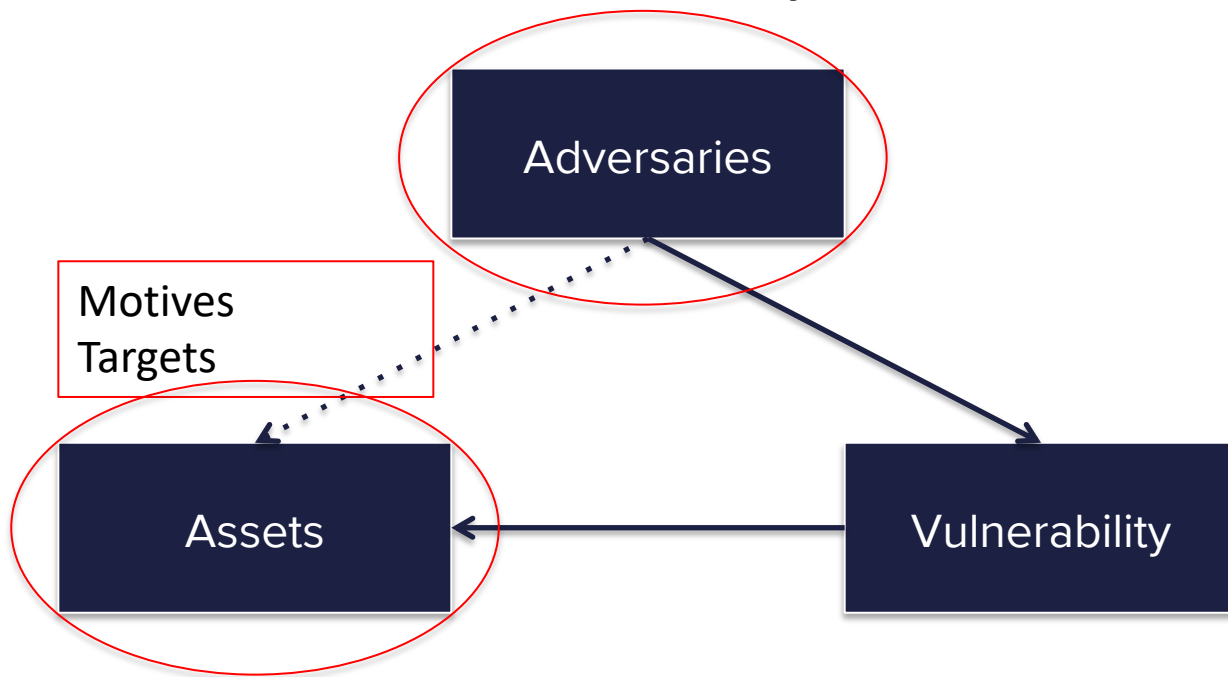 Adversaries
Motives
Targets
Assets
Vulnerability